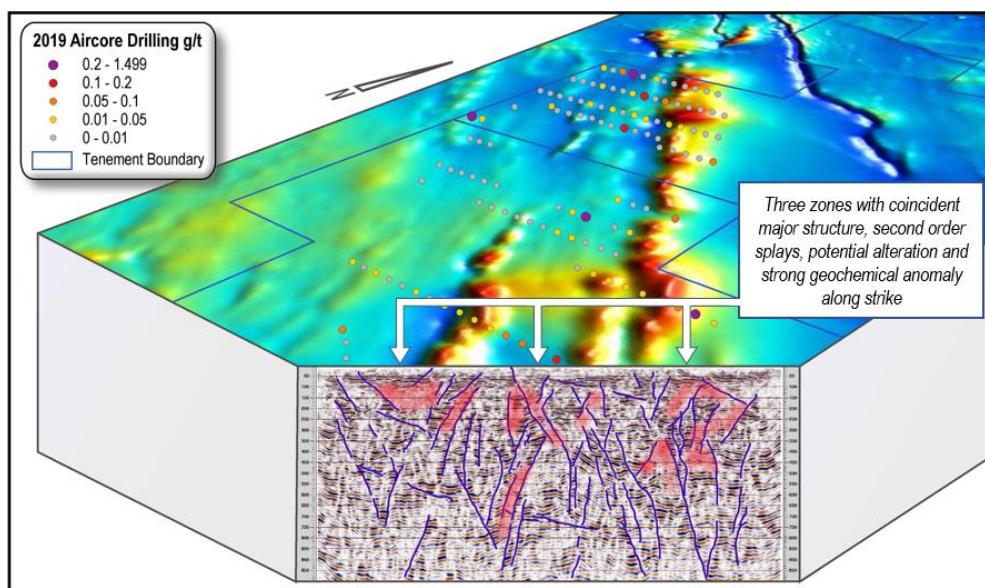 2019 Aircore Drilling g/t
0.2 - 1.499
0.1 - 0.2
0.05 - 0.1
0.01 - 0.05
0 - 0.01
Tenement Boundary
N
Three zones with coincident
major structure, second order
splays, potential alteration and
strong geochemical anomaly
along strike